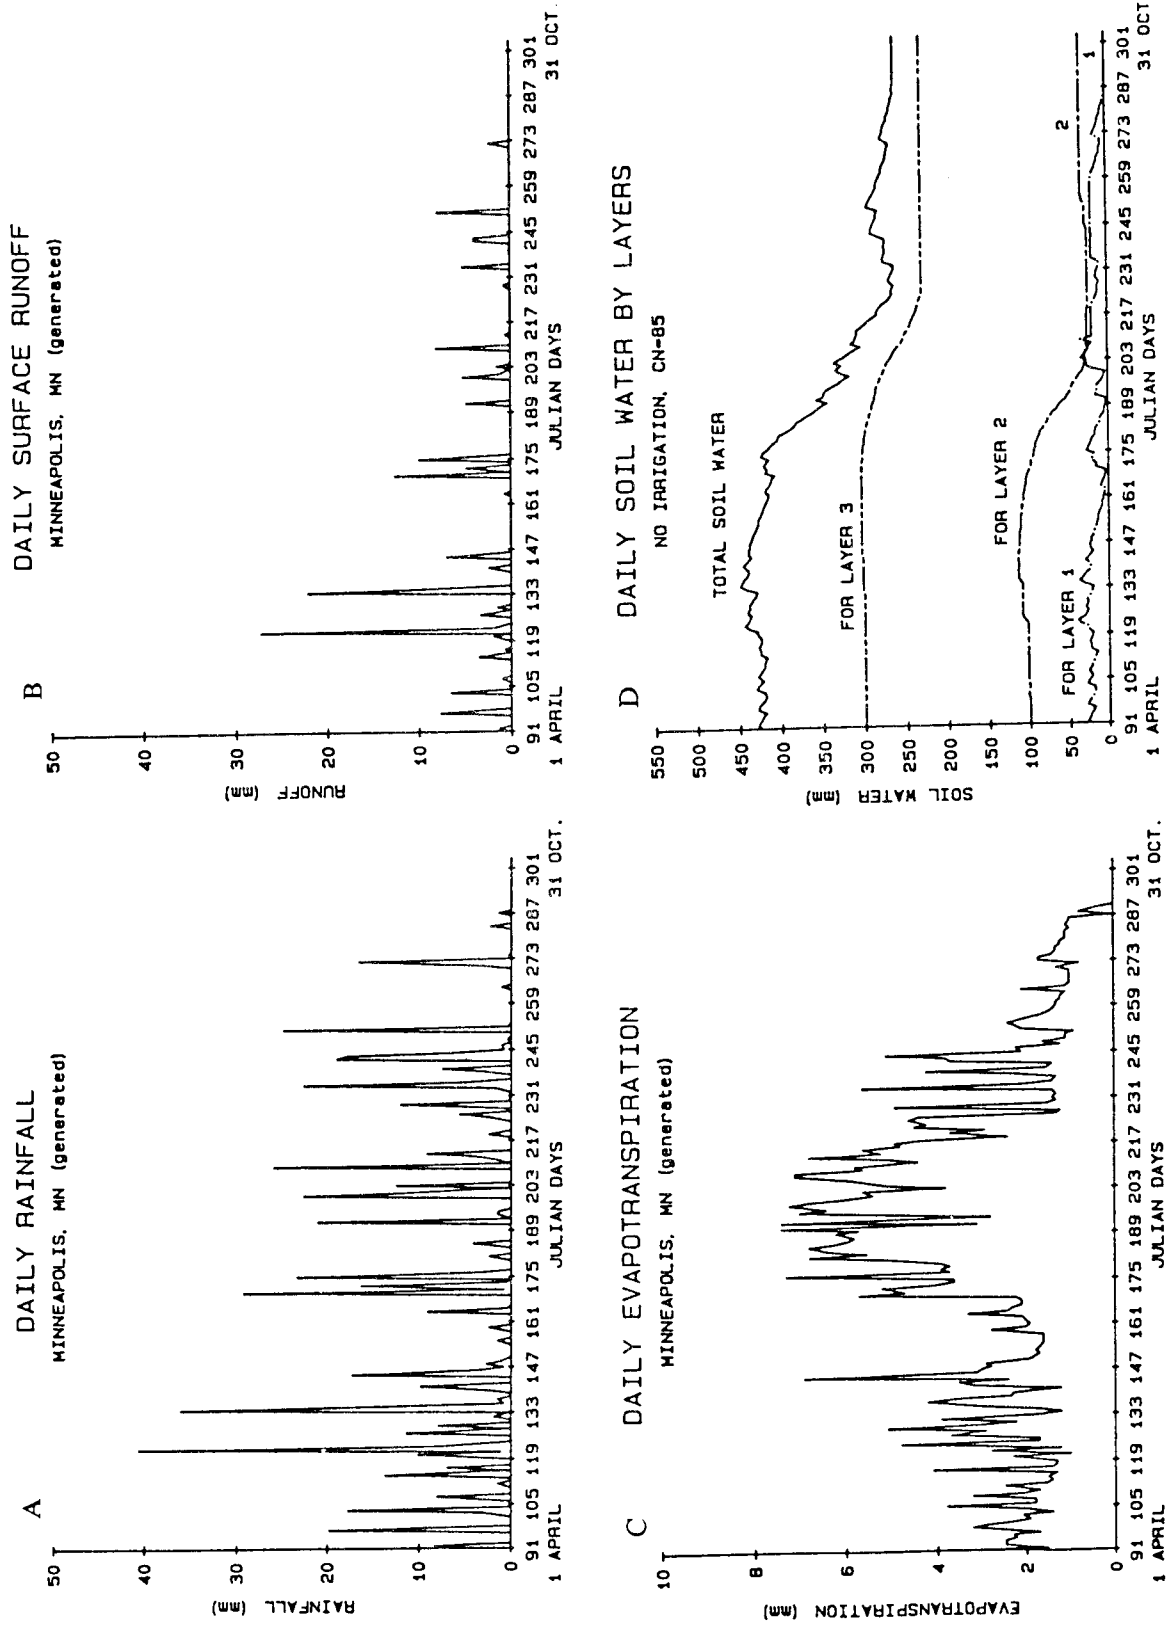 A
DAILY RAINFALL
MINNEAPOLIS, MN (generated)
RAINFALL (mm)
50
40
30
20
10
0
91 105 119 133 147 161 175 189 203 217 231 245 259 273 287 301
1 APRIL JULIAN DAYS 31 OCT.
B
DAILY SURFACE RUNOFF
MINNEAPOLIS, MN (generated)
RUNOFF (mm)
50
40
30
20
10
0
91 105 119 133 147 161 175 189 203 217 231 245 259 273 287 301
1 APRIL JULIAN DAYS 31 OCT.
C
DAILY EVAPOTRANSPIRATION
MINNEAPOLIS, MN (generated)
EVAPOTRANSPIRATION (mm)
10
8
6
4
2
0
91 105 119 133 147 161 175 189 203 217 231 245 259 273 287 301
1 APRIL JULIAN DAYS 31 OCT.
D
DAILY SOIL WATER BY LAYERS
NO IRRIGATION, CN=85
SOIL WATER (mm)
550
500
450
400
350
300
250
200
150
100
50
0
TOTAL SOIL WATER
FOR LAYER 3
FOR LAYER 2
FOR LAYER 1
2
1
91 105 119 133 147 161 175 189 203 217 231 245 259 273 287 301
1 APRIL JULIAN DAYS 31 OCT